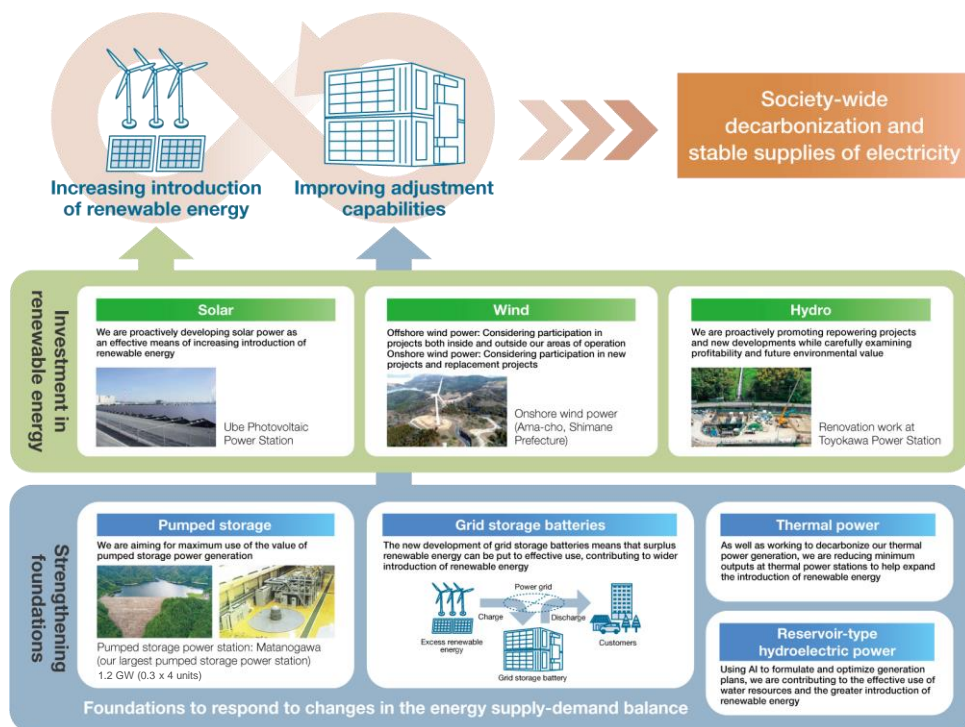 Society-wide
decarbonization and
stable supplies of electricity
Increasing introduction
of renewable energy
Improving adjustment
capabilities
Investment in
renewable energy
Solar
We are proactively developing solar power as
an effective means of increasing introduction of
renewable energy
Ube Photovoltaic
Power Station
Wind
Offshore wind power: Considering participation in
projects both inside and outside our areas of operation
Onshore wind power: Considering participation in new
projects and replacement projects
Onshore wind power
(Ama-cho, Shimane
Prefecture)
Hydro
We are proactively promoting repowering projects
and new developments while carefully examining
profitability and future environmental value
Renovation work at
Toyokawa Power Station
Strengthening
foundations
Pumped storage
We are aiming for maximum use of the value of
pumped storage power generation
Pumped storage power station: Matanogawa
(our largest pumped storage power station)
1.2 GW (0.3 x 4 units)
Grid storage batteries
The new development of grid storage batteries means that surplus
renewable energy can be put to effective use, contributing to wider
introduction of renewable energy
Power grid
Charge
Discharge
Excess renewable
energy
Customers
Grid storage battery
Thermal power
As well as working to decarbonize our thermal
power generation, we are reducing minimum
outputs at thermal power stations to help expand
the introduction of renewable energy
Reservoir-type
hydroelectric power
Using AI to formulate and optimize generation
plans, we are contributing to the effective use of
water resources and the greater introduction of
renewable energy
Foundations to respond to changes in the energy supply-demand balance